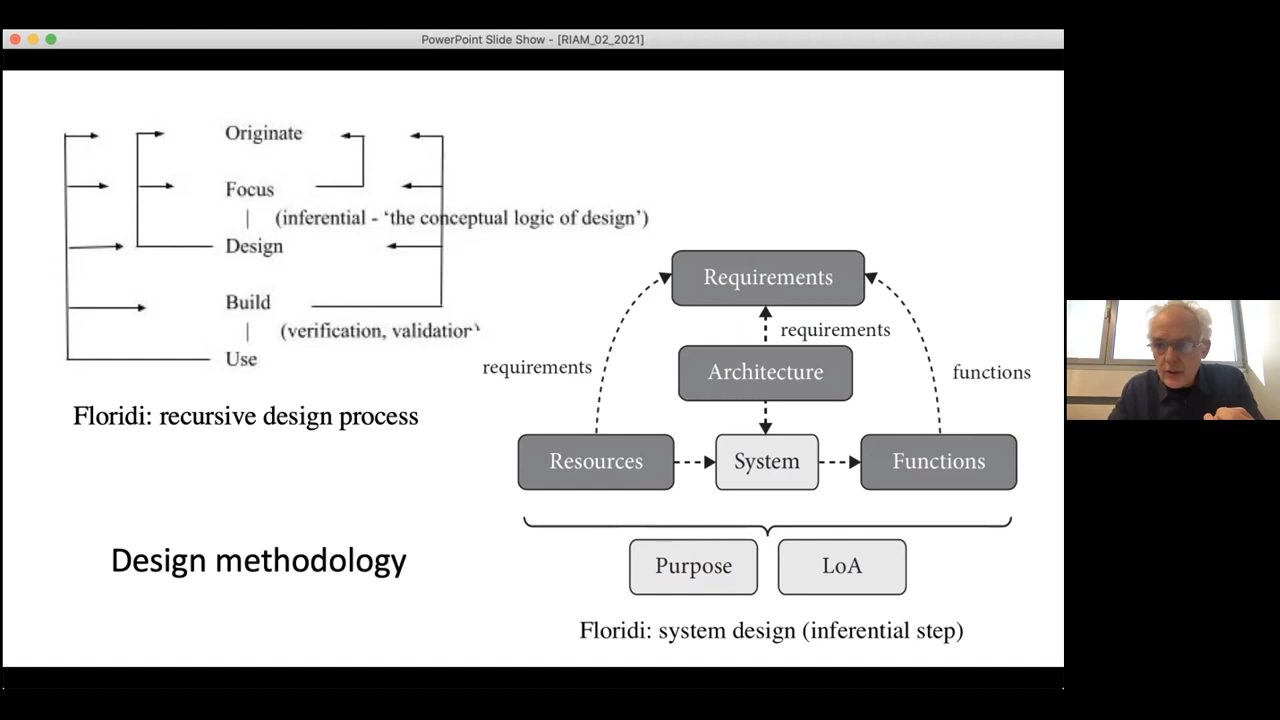 PowerPoint Slide Show - [RIAM_02_2021]
Originate
Focus
(inferential - ‘the conceptual logic of design’)
Design
Build
(verification, validation)
Use
Floridi: recursive design process
Design methodology
Requirements
requirements
Architecture
requirements
functions
Resources
System
Functions
Purpose
LoA
Floridi: system design (inferential step)